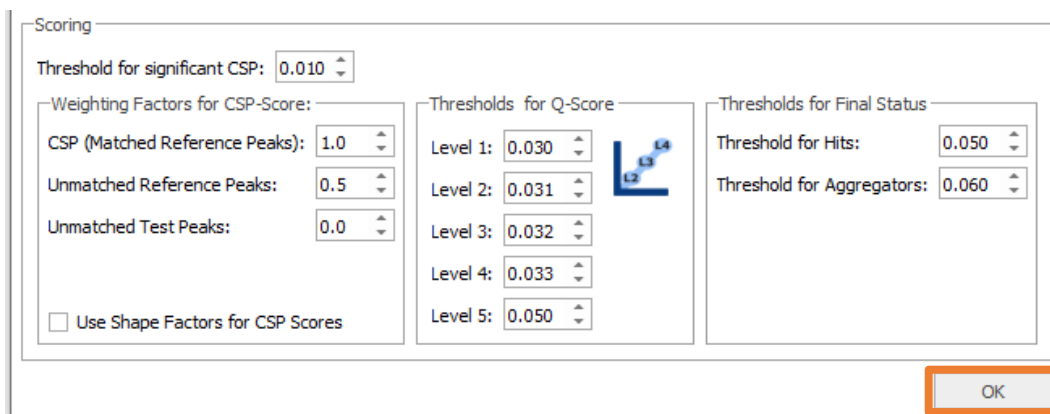 Scoring
Threshold for significant CSP: 0.010
Weighting Factors for CSP-Score:
CSP (Matched Reference Peaks): 1.0
Unmatched Reference Peaks: 0.5
Unmatched Test Peaks: 0.0
Use Shape Factors for CSP Scores
Thresholds for Q-Score
Level 1: 0.030
Level 2: 0.031
Level 3: 0.032
Level 4: 0.033
Level 5: 0.050
L4
L3
L2
Thresholds for Final Status
Threshold for Hits: 0.050
Threshold for Aggregators: 0.060
OK